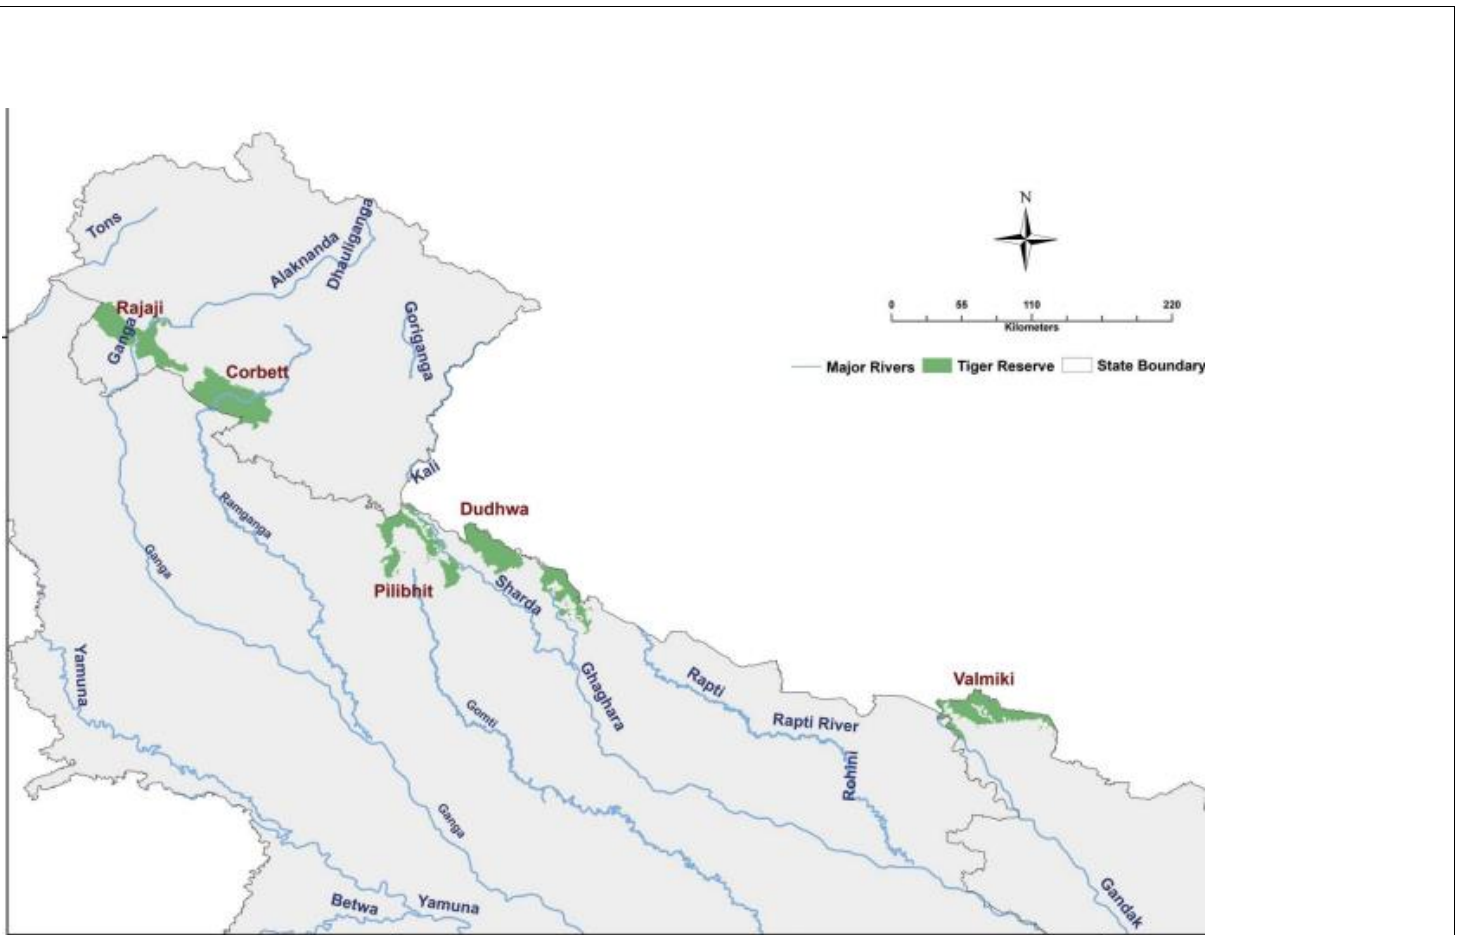 N
0 55 110 220
Kilometers
Major Rivers Tiger Reserve State Boundary
Tons
Alaknanda
Dhauliganga
Rajaji
Ganga
Goriganga
Corbett
Kali
Ramganga
Dudhwa
Ganga
Pilibhit
Sharda
Yamuna
Ghaghara
Rapti
Valmiki
Gomti
Rapti River
Rohini
Ganga
Betwa
Yamuna
Gandak